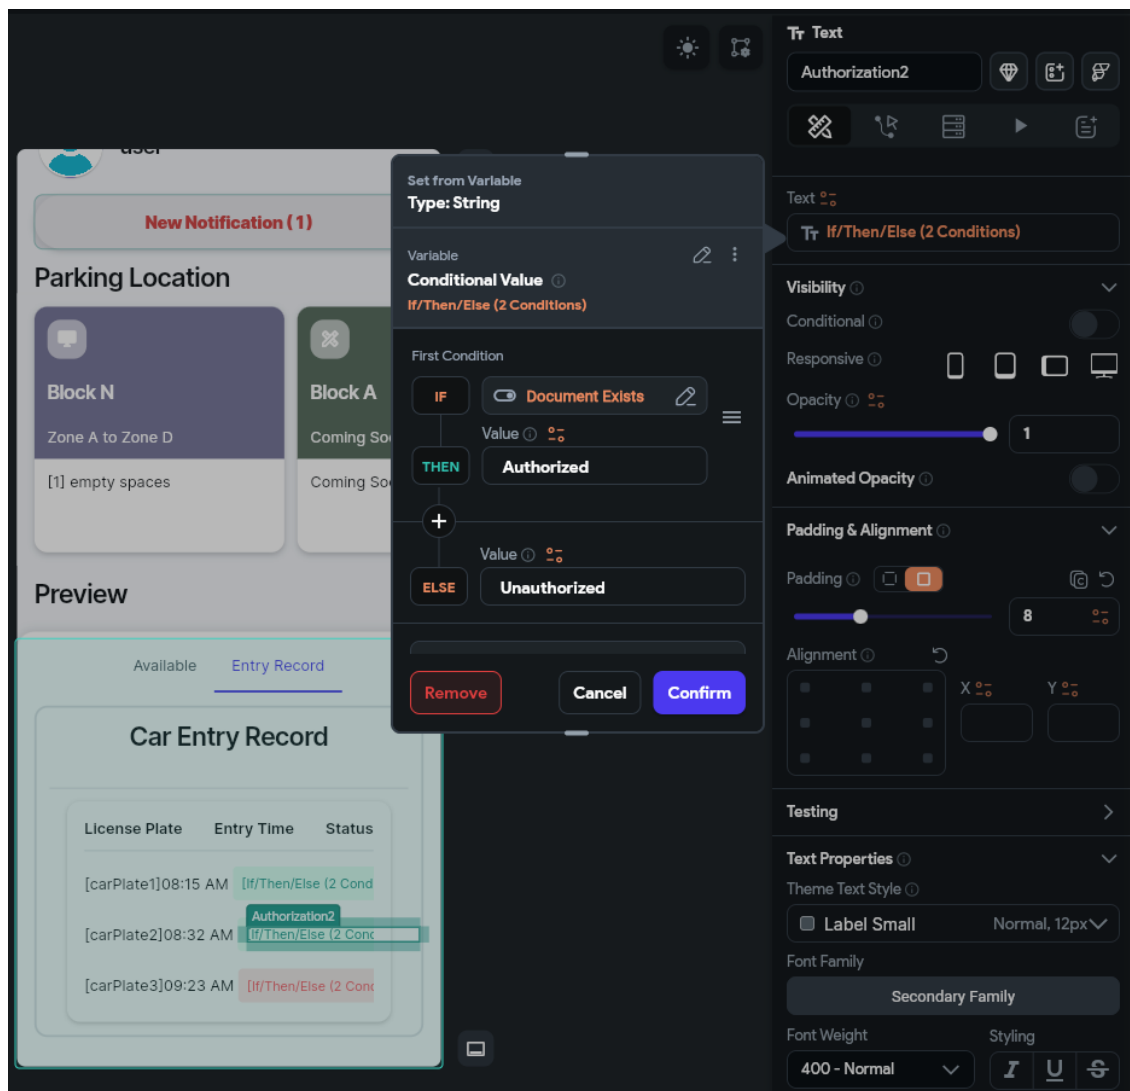 user
New Notification (1)
Parking Location
Block N
Zone A to Zone D
[1] empty spaces
Block A
Coming So
Coming So
Preview
Available
Entry Record
Car Entry Record
License Plate
Entry Time
Status
[carPlate1]08:15 AM
[If/Then/Else (2 Cond
Authorization2
[carPlate2]08:32 AM
[If/Then/Else (2 Conc
[carPlate3]09:23 AM
[If/Then/Else (2 Conc
Set from Variable
Type: String
Variable
Conditional Value
If/Then/Else (2 Conditions)
First Condition
IF
Document Exists
Value
THEN
Authorized
Value
ELSE
Unauthorized
Remove
Cancel
Confirm
Text
Authorization2
Text
If/Then/Else (2 Conditions)
Visibility
Conditional
Responsive
Opacity
1
Animated Opacity
Padding & Alignment
Padding
8
Alignment
X
Y
Testing
Text Properties
Theme Text Style
Label Small
Normal, 12px
Font Family
Secondary Family
Font Weight
Styling
400 - Normal
I
U
S